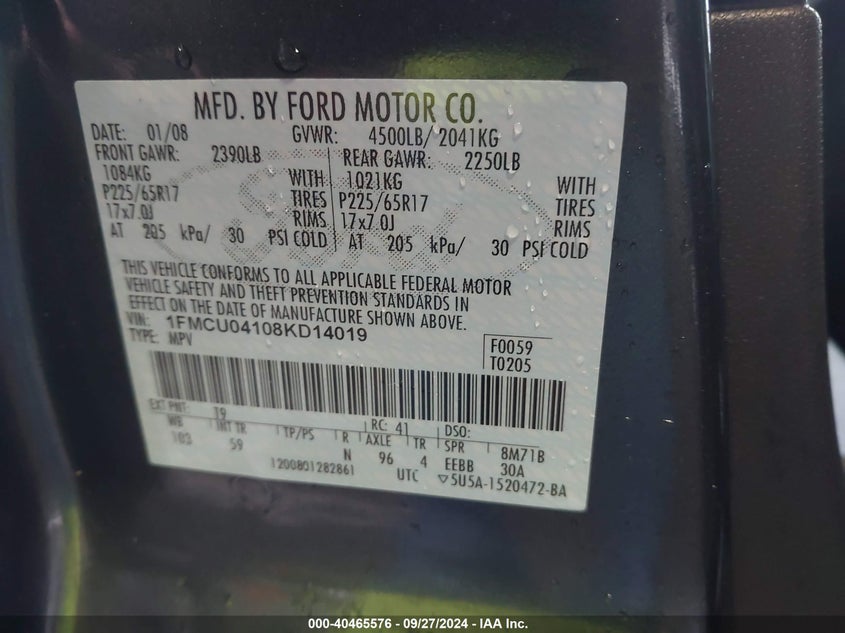 MFD. BY FORD MOTOR CO.
DATE: 01/08 GVWR: 4500LB/ 2041KG
FRONT GAWR: 2390LB REAR GAWR: 2250LB
1084KG WITH 1021KG WITH
P225/65R17 TIRES P225/65R17 TIRES
17x7.0J RIMS 17x7.0J RIMS
AT 205 kPa/ 30 PSI COLD AT 205 kPa/ 30 PSI COLD
THIS VEHICLE CONFORMS TO ALL APPLICABLE FEDERAL MOTOR
VEHICLE SAFETY AND THEFT PREVENTION STANDARDS IN
EFFECT ON THE DATE OF MANUFACTURE SHOWN ABOVE.
VIN: 1FMCU04108KD14019
TYPE: MPV
F0059
T0205
EXT PNT: T9 RC: 41 DSO:
WB INT TR TP/PS R AXLE TR SPR 8M71B
103 59 N 96 4 EEBB 30A
1200801282861 UTC ▽5U5A-1520472-BA
Ford
000-40465576 - 09/27/2024 - IAA Inc.